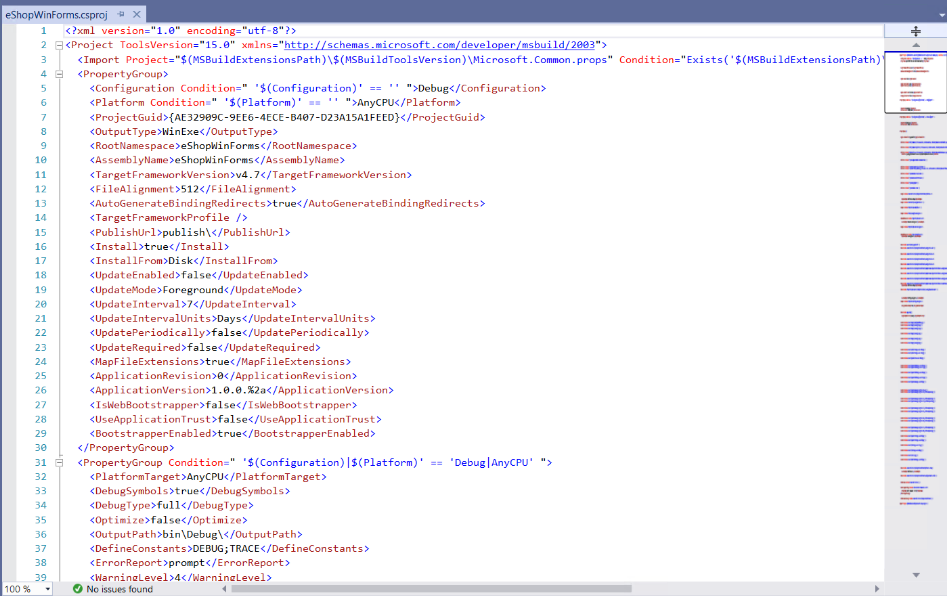 eShopWinForms.csproj
1 <?xml version="1.0" encoding="utf-8"?>
2 <Project ToolsVersion="15.0" xmlns="http://schemas.microsoft.com/developer/msbuild/2003">
3 <Import Project="$(MSBuildExtensionsPath)\$(MSBuildToolsVersion)\Microsoft.Common.props" Condition="Exists('$(MSBuildExtensionsPath)\
4 <PropertyGroup>
5 <Configuration Condition=" '$(Configuration)' == '' ">Debug</Configuration>
6 <Platform Condition=" '$(Platform)' == '' ">AnyCPU</Platform>
7 <ProjectGuid>{AE32909C-9EE6-4ECE-B407-D23A15A1FEED}</ProjectGuid>
8 <OutputType>WinExe</OutputType>
9 <RootNamespace>eShopWinForms</RootNamespace>
10 <AssemblyName>eShopWinForms</AssemblyName>
11 <TargetFrameworkVersion>v4.7</TargetFrameworkVersion>
12 <FileAlignment>512</FileAlignment>
13 <AutoGenerateBindingRedirects>true</AutoGenerateBindingRedirects>
14 <TargetFrameworkProfile />
15 <PublishUrl>publish\</PublishUrl>
16 <Install>true</Install>
17 <InstallFrom>Disk</InstallFrom>
18 <UpdateEnabled>false</UpdateEnabled>
19 <UpdateMode>Foreground</UpdateMode>
20 <UpdateInterval>7</UpdateInterval>
21 <UpdateIntervalUnits>Days</UpdateIntervalUnits>
22 <UpdatePeriodically>false</UpdatePeriodically>
23 <UpdateRequired>false</UpdateRequired>
24 <MapFileExtensions>true</MapFileExtensions>
25 <ApplicationRevision>0</ApplicationRevision>
26 <ApplicationVersion>1.0.0.%2a</ApplicationVersion>
27 <IsWebBootstrapper>false</IsWebBootstrapper>
28 <UseApplicationTrust>false</UseApplicationTrust>
29 <BootstrapperEnabled>true</BootstrapperEnabled>
30 </PropertyGroup>
31 <PropertyGroup Condition=" '$(Configuration)|$(Platform)' == 'Debug|AnyCPU' ">
32 <PlatformTarget>AnyCPU</PlatformTarget>
33 <DebugSymbols>true</DebugSymbols>
34 <DebugType>full</DebugType>
35 <Optimize>false</Optimize>
36 <OutputPath>bin\Debug\</OutputPath>
37 <DefineConstants>DEBUG;TRACE</DefineConstants>
38 <ErrorReport>prompt</ErrorReport>
39 <WarningLevel>4</WarningLevel>
100 % No issues found